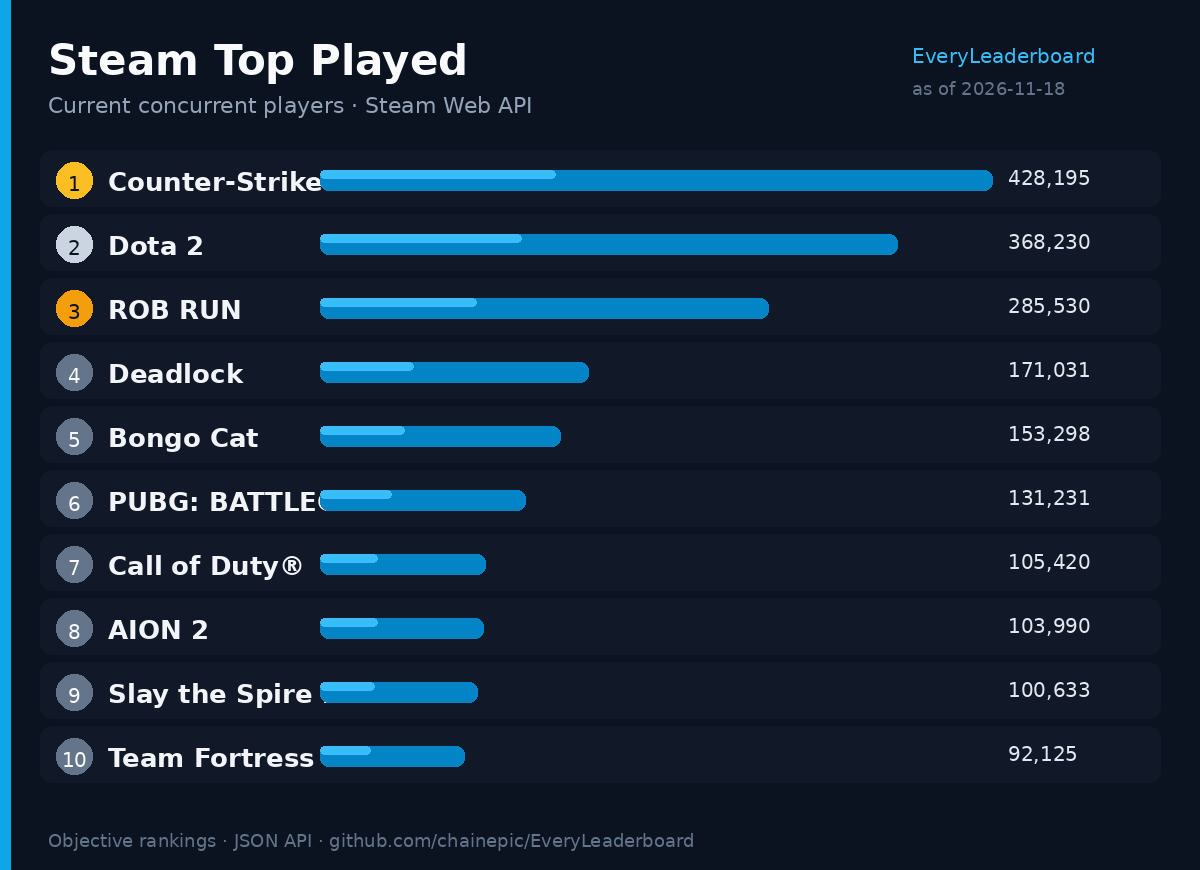 Steam Top Played
EveryLeaderboard
Current concurrent players · Steam Web API
as of 2026-11-18
1 Counter-Strike 428,195
2 Dota 2 368,230
3 ROB RUN 285,530
4 Deadlock 171,031
5 Bongo Cat 153,298
6 PUBG: BATTLEG 131,231
7 Call of Duty® 105,420
8 AION 2 103,990
9 Slay the Spire 100,633
10 Team Fortress 92,125
Objective rankings · JSON API · github.com/chainepic/EveryLeaderboard